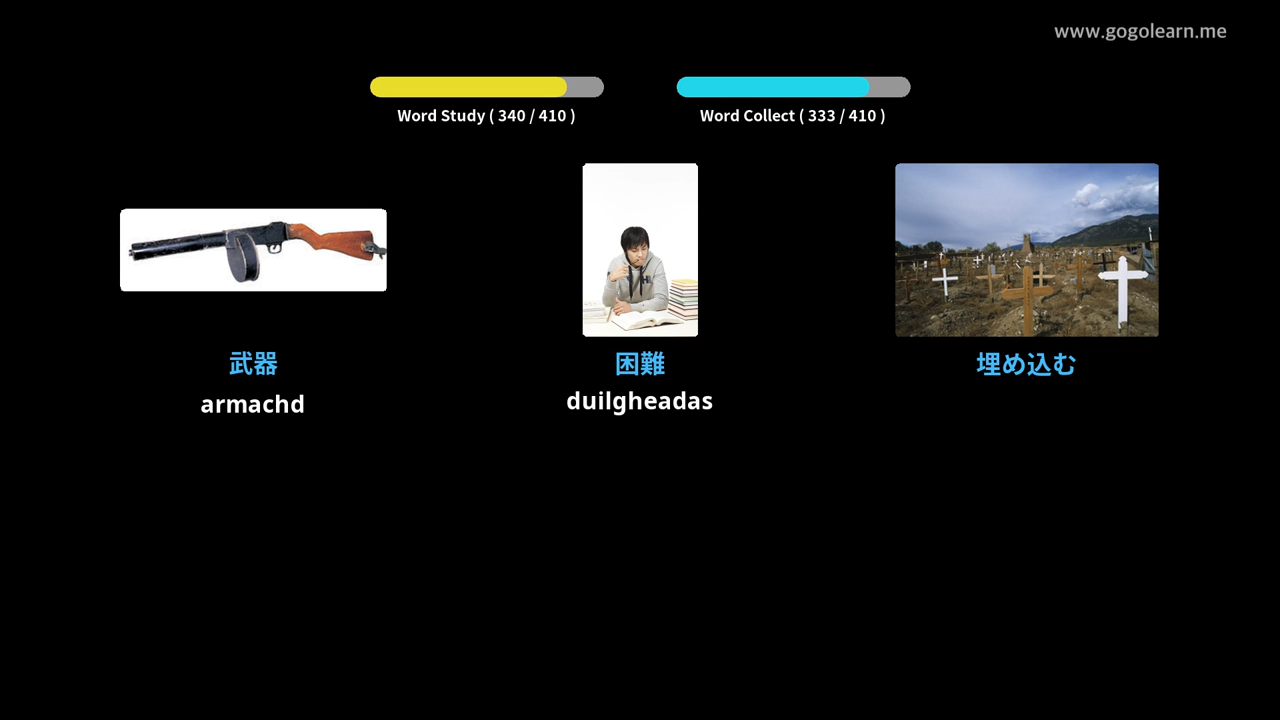 www.gogolearn.me
Word Study ( 340 / 410 )
Word Collect ( 333 / 410 )
武器
困難
埋め込む
armachd
duilgheadas